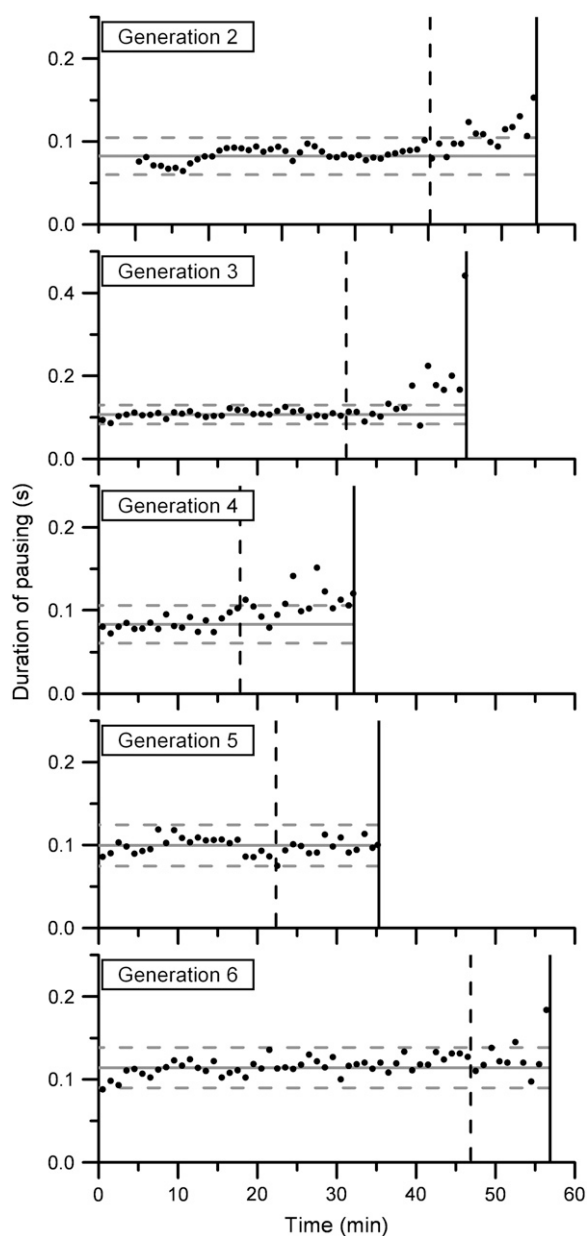 Generation 2
0.2
0.1
0.0
Generation 3
0.4
0.2
0.0
Generation 4
0.2
0.1
0.0
Duration of pausing (s)
Generation 5
0.2
0.1
0.0
Generation 6
0.2
0.1
0.0
0 10 20 30 40 50 60
Time (min)